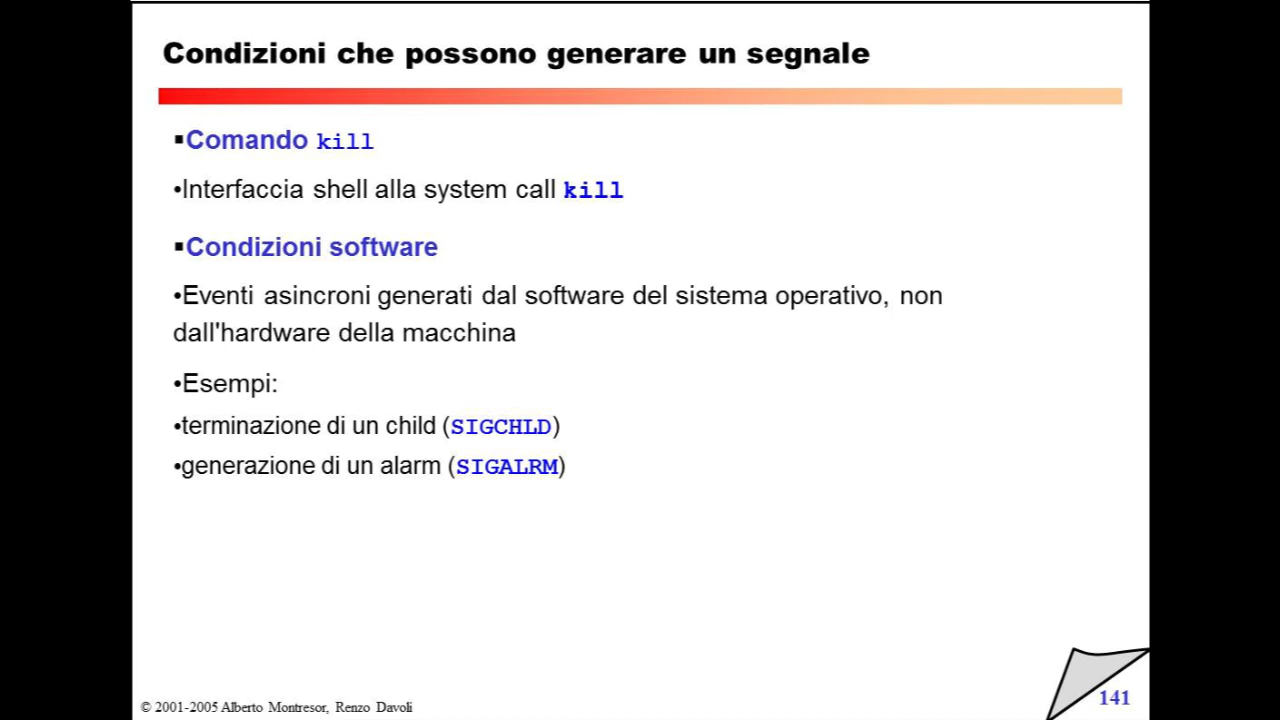 Condizioni che possono generare un segnale
▪Comando kill
•Interfaccia shell alla system call kill
▪Condizioni software
•Eventi asincroni generati dal software del sistema operativo, non
dall'hardware della macchina
•Esempi:
•terminazione di un child (SIGCHLD)
•generazione di un alarm (SIGALRM)
© 2001-2005 Alberto Montresor, Renzo Davoli
141